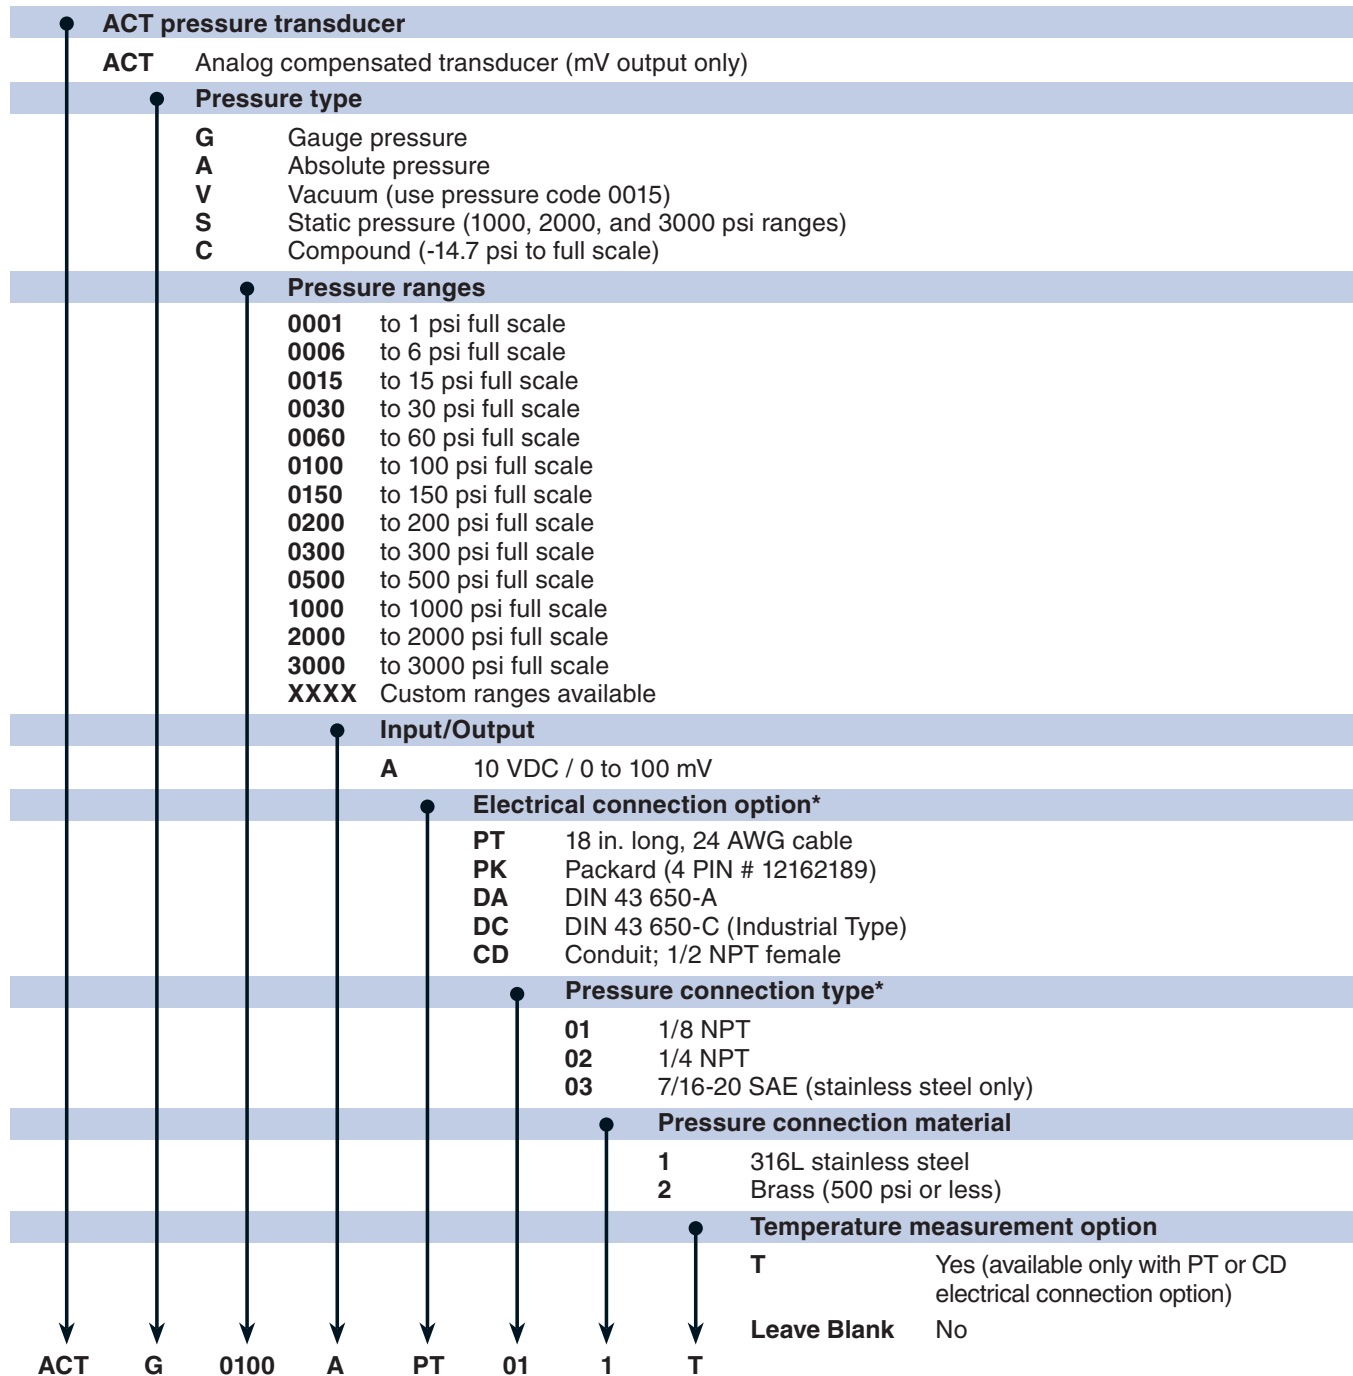 ACT pressure transducer
ACT Analog compensated transducer (mV output only)
Pressure type
G Gauge pressure
A Absolute pressure
V Vacuum (use pressure code 0015)
S Static pressure (1000, 2000, and 3000 psi ranges)
C Compound (-14.7 psi to full scale)
Pressure ranges
0001 to 1 psi full scale
0006 to 6 psi full scale
0015 to 15 psi full scale
0030 to 30 psi full scale
0060 to 60 psi full scale
0100 to 100 psi full scale
0150 to 150 psi full scale
0200 to 200 psi full scale
0300 to 300 psi full scale
0500 to 500 psi full scale
1000 to 1000 psi full scale
2000 to 2000 psi full scale
3000 to 3000 psi full scale
XXXX Custom ranges available
Input/Output
A 10 VDC / 0 to 100 mV
Electrical connection option*
PT 18 in. long, 24 AWG cable
PK Packard (4 PIN # 12162189)
DA DIN 43 650-A
DC DIN 43 650-C (Industrial Type)
CD Conduit; 1/2 NPT female
Pressure connection type*
01 1/8 NPT
02 1/4 NPT
03 7/16-20 SAE (stainless steel only)
Pressure connection material
1 316L stainless steel
2 Brass (500 psi or less)
Temperature measurement option
T Yes (available only with PT or CD
electrical connection option)
Leave Blank No
ACT G 0100 A PT 01 1 T